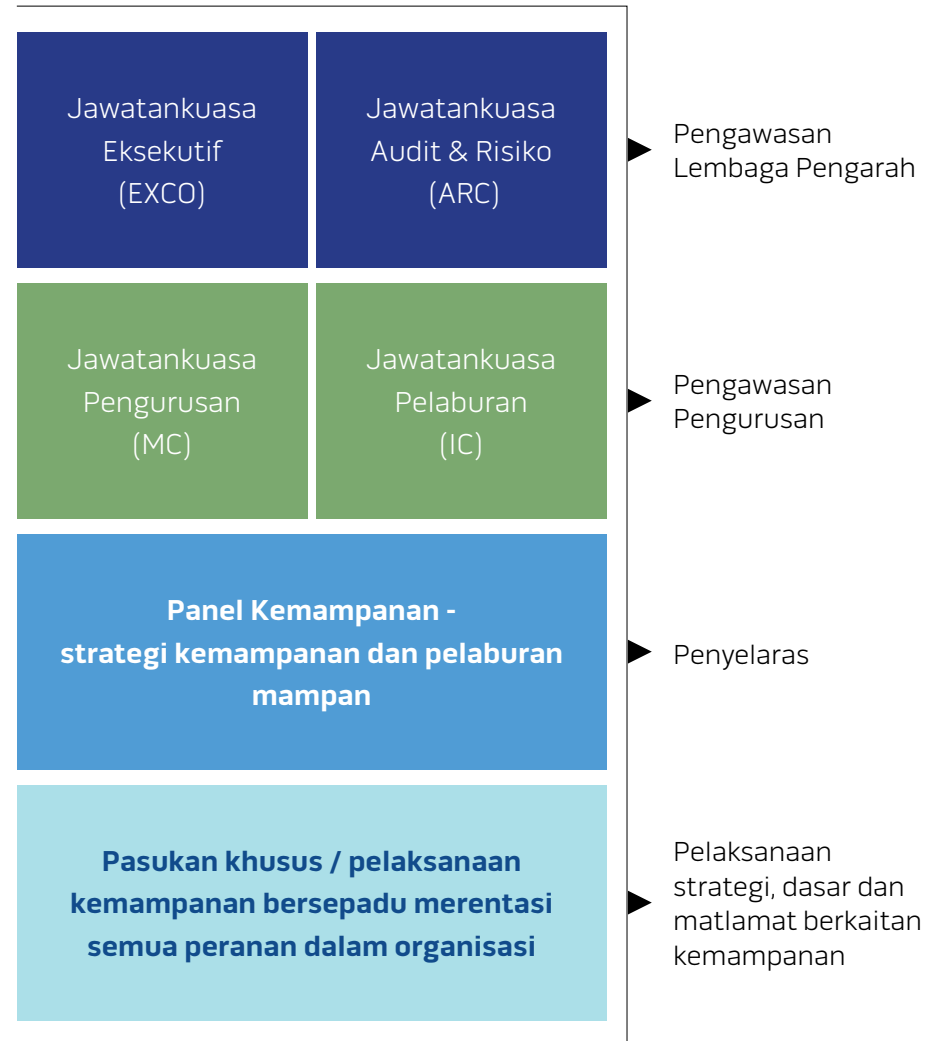 Jawatankuasa
Eksekutif
(EXCO)
Jawatankuasa
Audit & Risiko
(ARC)
Pengawasan
Lembaga Pengarah
Jawatankuasa
Pengurusan
(MC)
Jawatankuasa
Pelaburan
(IC)
Pengawasan
Pengurusan
Panel Kemampanan -
strategi kemampanan dan pelaburan
mampan
Penyelaras
Pasukan khusus / pelaksanaan
kemampanan bersepadu merentasi
semua peranan dalam organisasi
Pelaksanaan
strategi, dasar dan
matlamat berkaitan
kemampanan